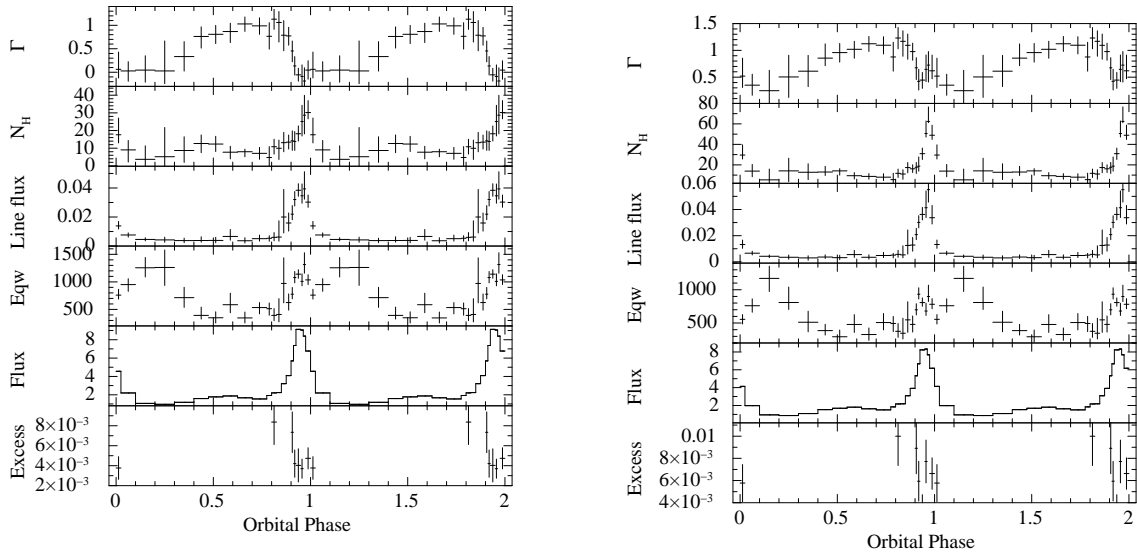 Γ
0 0.5 1
N_H
0 10 20 30 40
Line flux
0 0.02 0.04
Eqw
500 1000 1500
Flux
2 4 6 8
Excess
2×10⁻³ 4×10⁻³ 6×10⁻³ 8×10⁻³
0 0.5 1 1.5 2
Orbital Phase
Γ
0.5 1 1.5
N_H
20 40 60 80
Line flux
0 0.02 0.04 0.06
Eqw
500 1000
Flux
2 4 6 8
Excess
4×10⁻³ 6×10⁻³ 8×10⁻³ 0.01
0 0.5 1 1.5 2
Orbital Phase